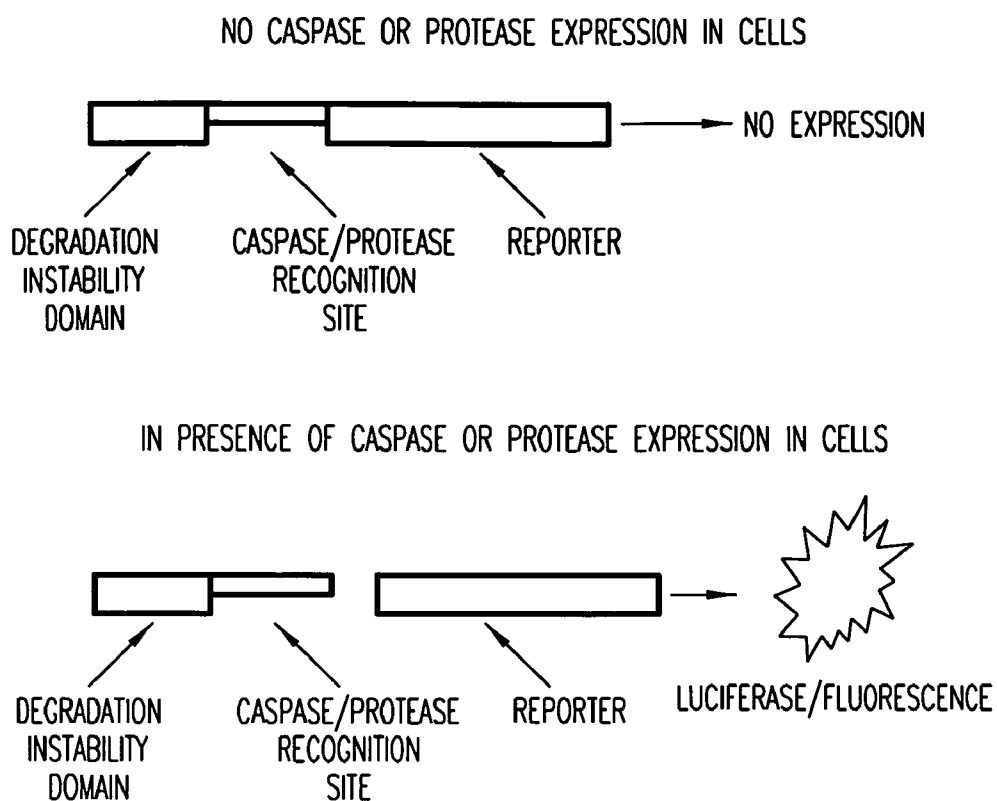 NO CASPASE OR PROTEASE EXPRESSION IN CELLS
NO EXPRESSION
DEGRADATION
INSTABILITY
DOMAIN
CASPASE/PROTEASE
RECOGNITION
SITE
REPORTER
IN PRESENCE OF CASPASE OR PROTEASE EXPRESSION IN CELLS
DEGRADATION
INSTABILITY
DOMAIN
CASPASE/PROTEASE
RECOGNITION
SITE
REPORTER
LUCIFERASE/FLUORESCENCE